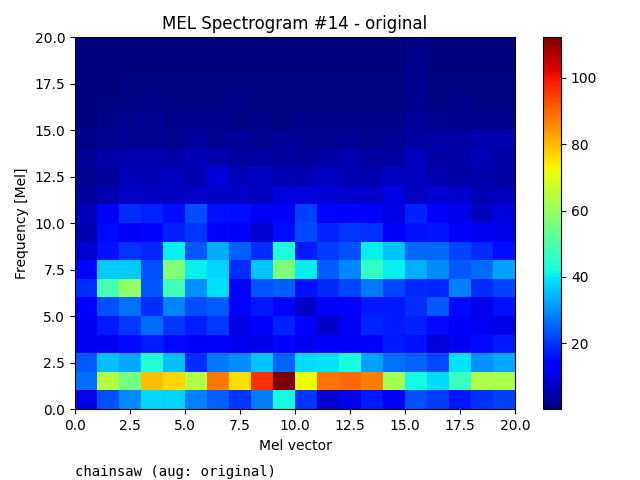 MEL Spectrogram #14 - original
20.0
17.5
15.0
12.5
10.0
7.5
5.0
2.5
0.0
Frequency [Mel]
0.0 2.5 5.0 7.5 10.0 12.5 15.0 17.5 20.0
Mel vector
100
80
60
40
20
chainsaw (aug: original)